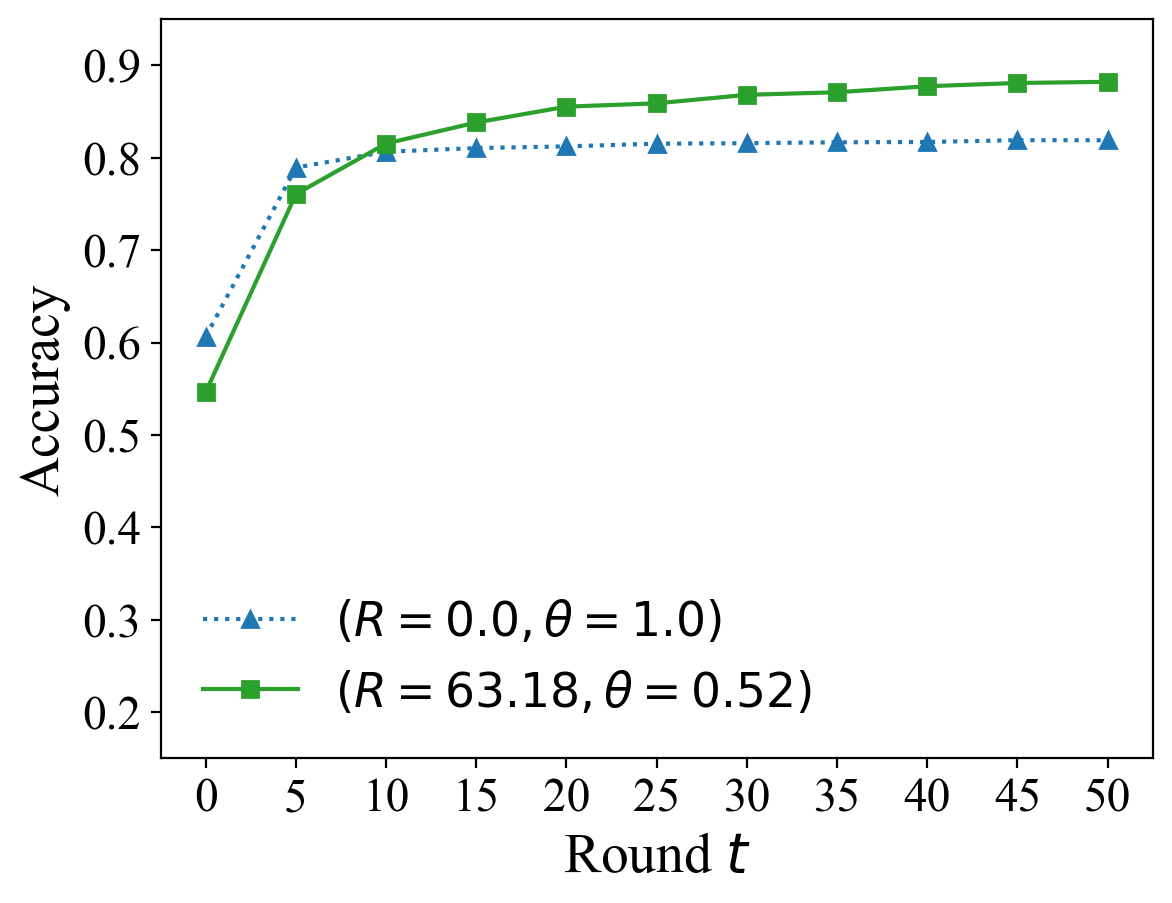 Accuracy
0.9
0.8
0.7
0.6
0.5
0.4
0.3
0.2
(R = 0.0, θ = 1.0)
(R = 63.18, θ = 0.52)
0 5 10 15 20 25 30 35 40 45 50
Round t